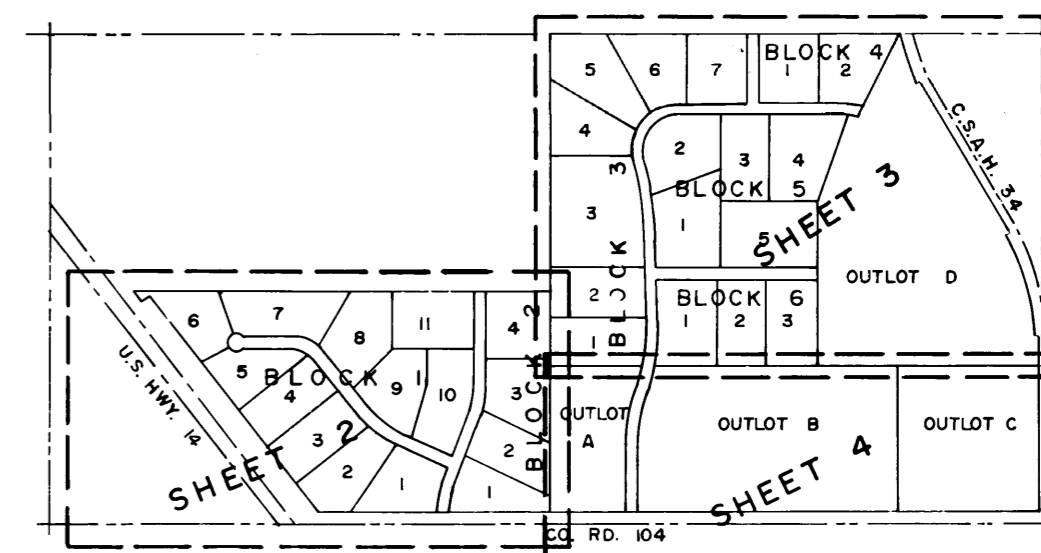 BLOCK 4
5
6
7
1
2
4
C.S.A.H. 34
2
3
4
3
BLOCK 5
SHEET 3
3
1
5
BLOCK 3
OUTLOT D
2
BLOCK 6
1
2
3
1
6
7
8
11
4
BLOCK 2
U.S. HWY. 14
5
BLOCK 1
4
9
10
3
3
2
SHEET 2
2
1
1
OUTLOT A
OUTLOT B
OUTLOT C
SHEET 4
CO. RD. 104